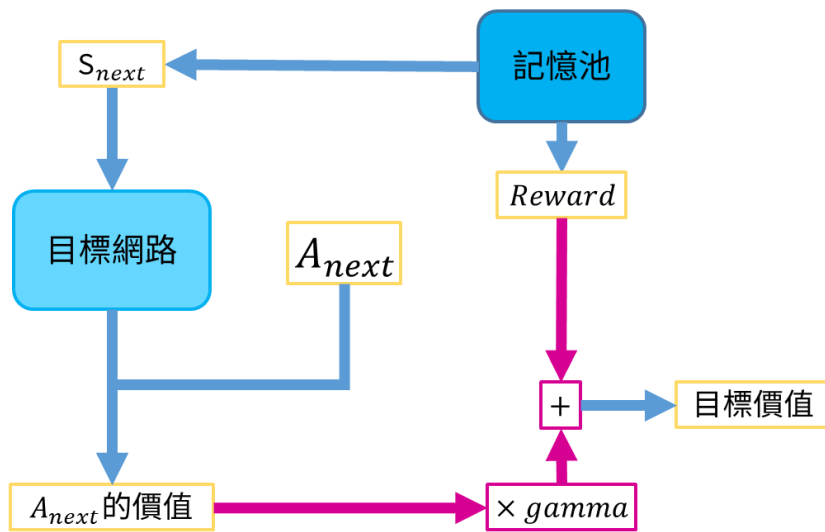 S_next
記憶池
Reward
目標網路
A_next
+
目標價值
A_next的價值
× gamma